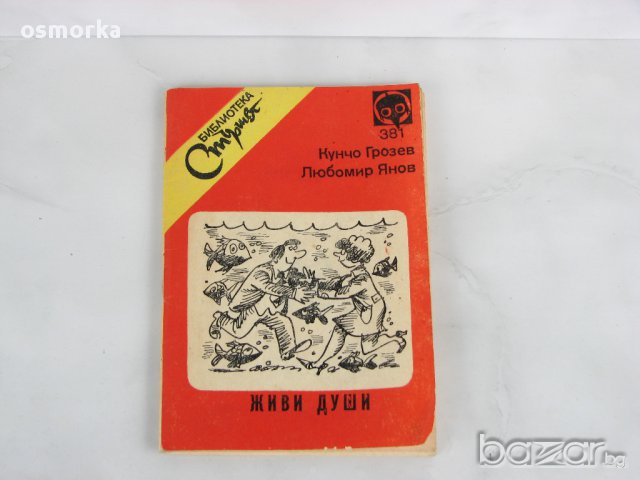 osmorka
БИБЛИОТЕКА
Стършел
381
Кунчо Грозев
Любомир Янов
ЖИВИ ДУШИ
bazar.bg